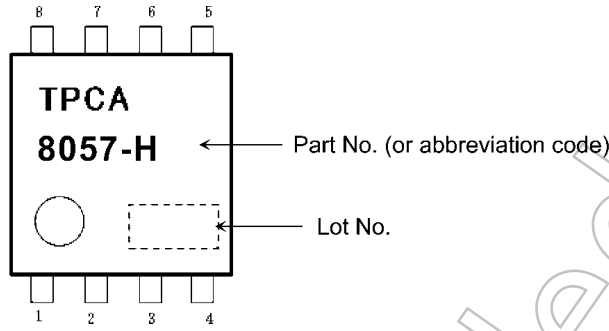 8 7 6 5
TPCA
8057-H
Part No. (or abbreviation code)
Lot No.
1 2 3 4